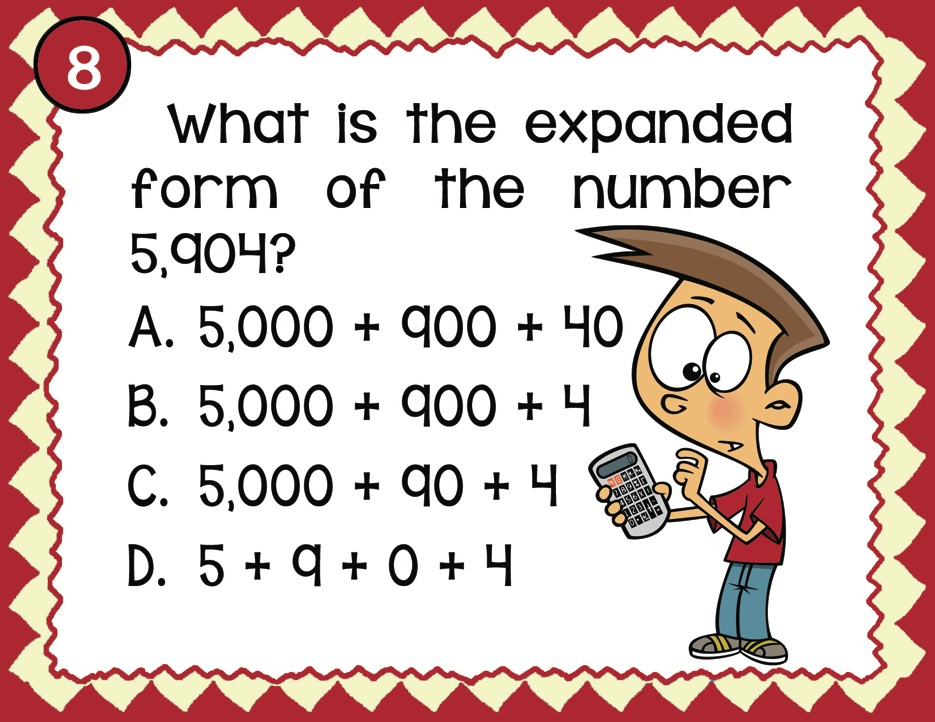 8
What is the expanded
form of the number
5,904?
A. 5,000 + 900 + 40
B. 5,000 + 900 + 4
C. 5,000 + 90 + 4
D. 5 + 9 + 0 + 4